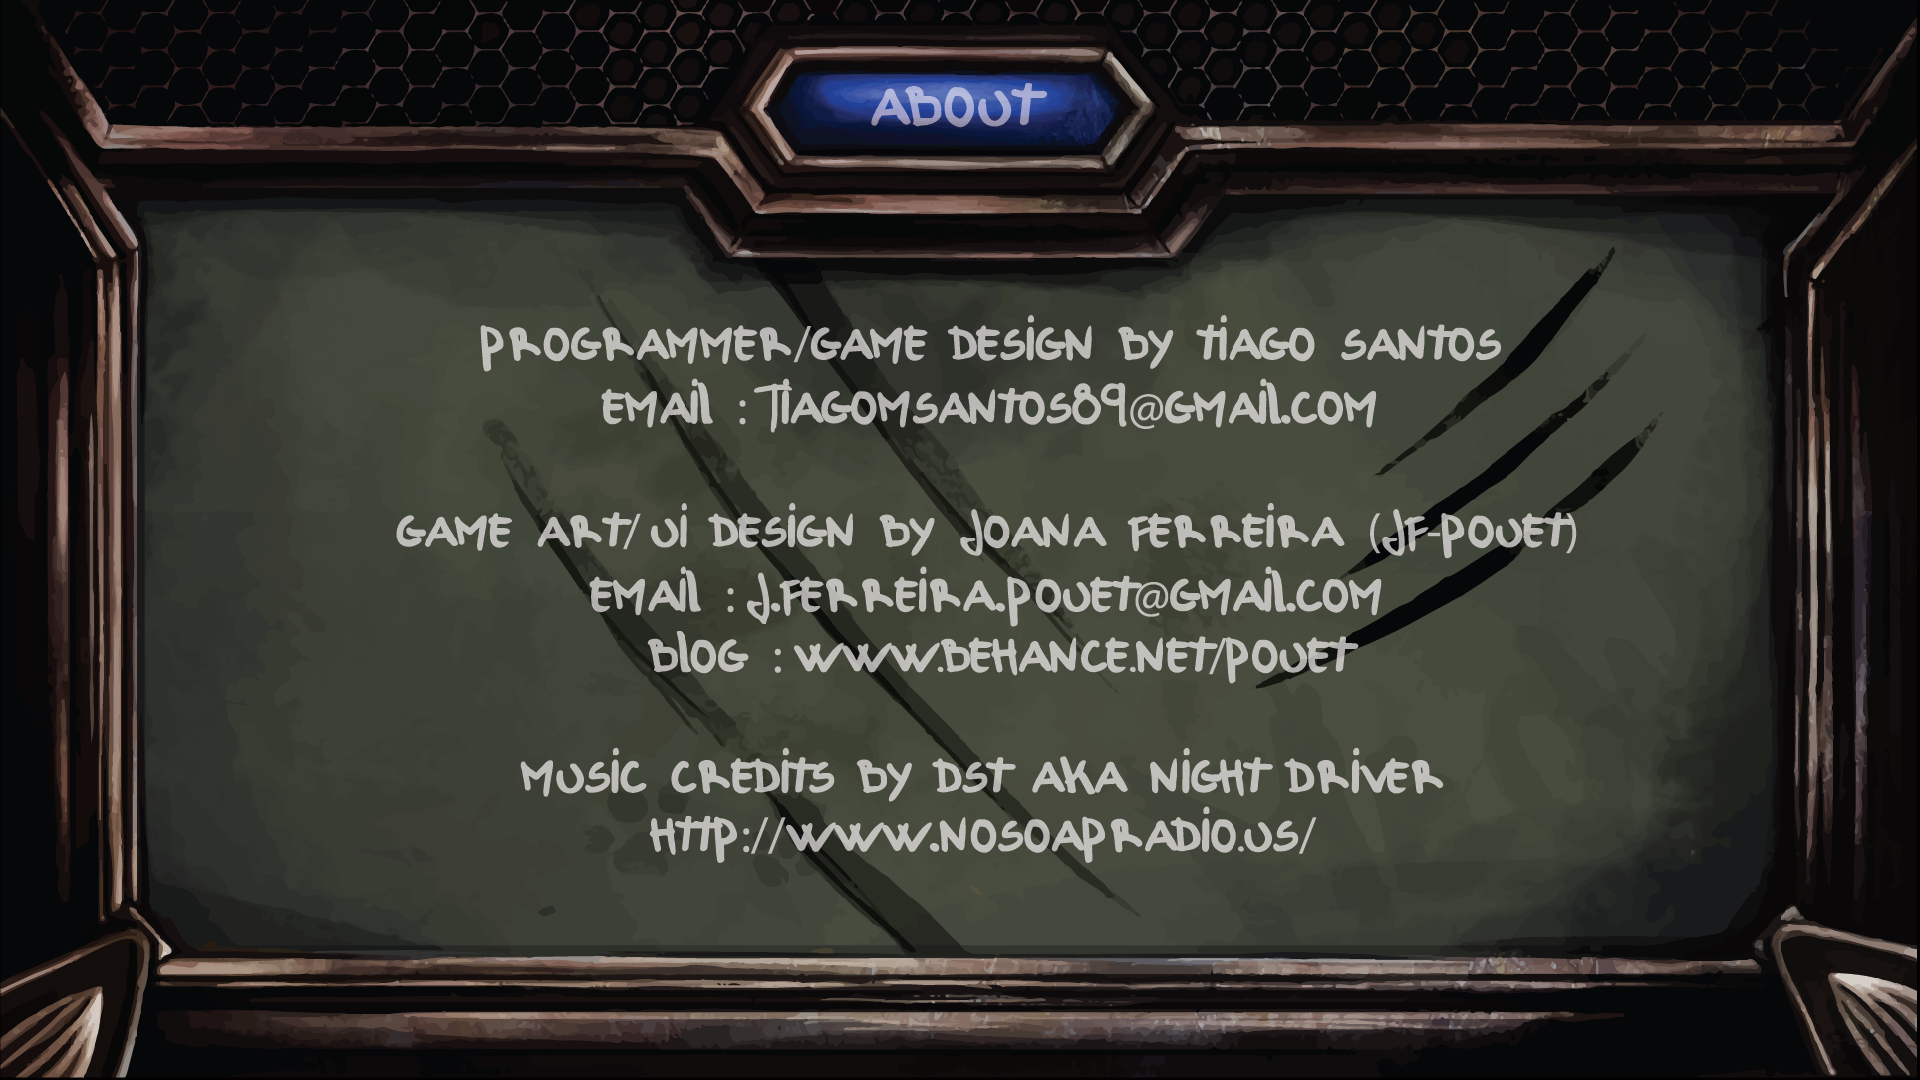 ABOUT
PROGRAMMER/GAME DESIGN BY TIAGO SANTOS
EMAIL : TIAGOMSANTOS89@GMAIL.COM
GAME ART/ UI DESIGN BY JOANA FERREIRA (JF-POUET)
EMAIL : J.FERREIRA.POUET@GMAIL.COM
BLOG : WWW.BEHANCE.NET/POUET
MUSIC CREDITS BY DST AKA NIGHT DRIVER
HTTP://WWW.NOSOAPRADIO.US/